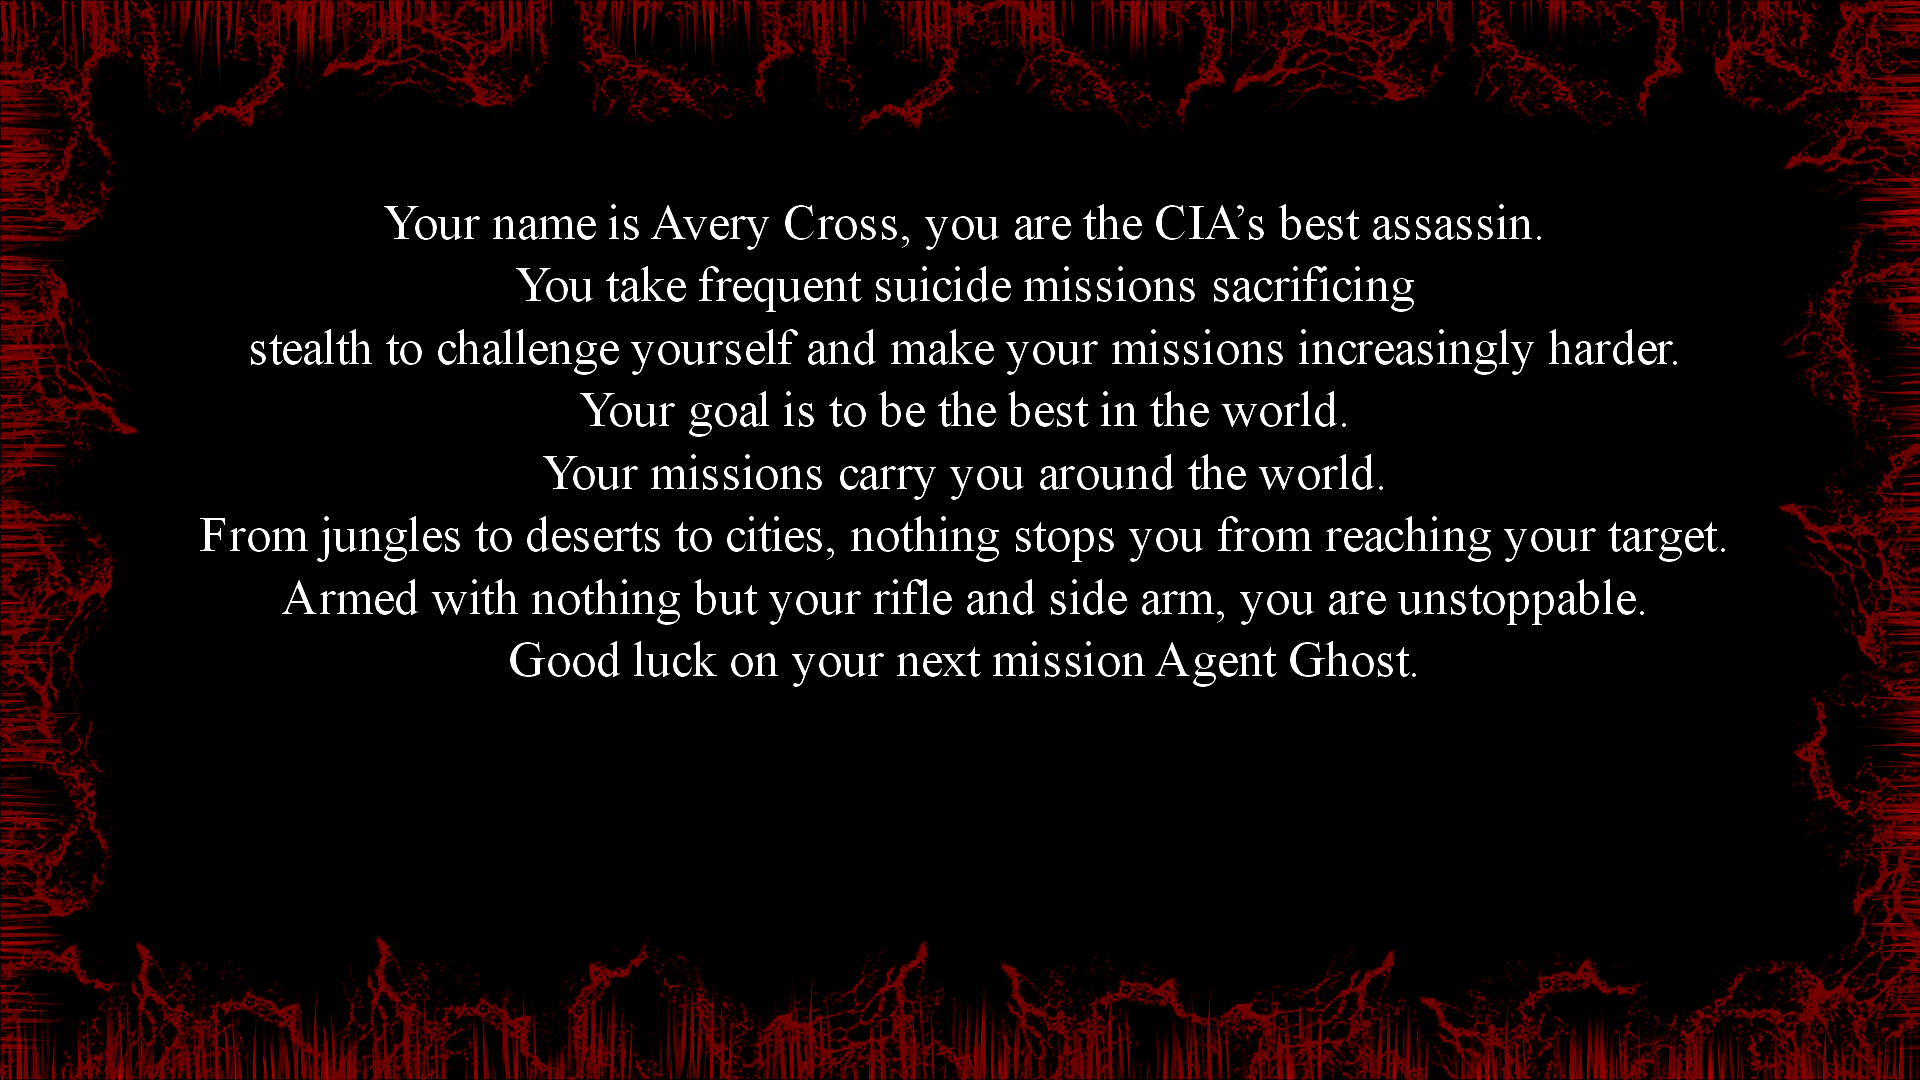 Your name is Avery Cross, you are the CIA’s best assassin.
You take frequent suicide missions sacrificing
stealth to challenge yourself and make your missions increasingly harder.
Your goal is to be the best in the world.
Your missions carry you around the world.
From jungles to deserts to cities, nothing stops you from reaching your target.
Armed with nothing but your rifle and side arm, you are unstoppable.
Good luck on your next mission Agent Ghost.